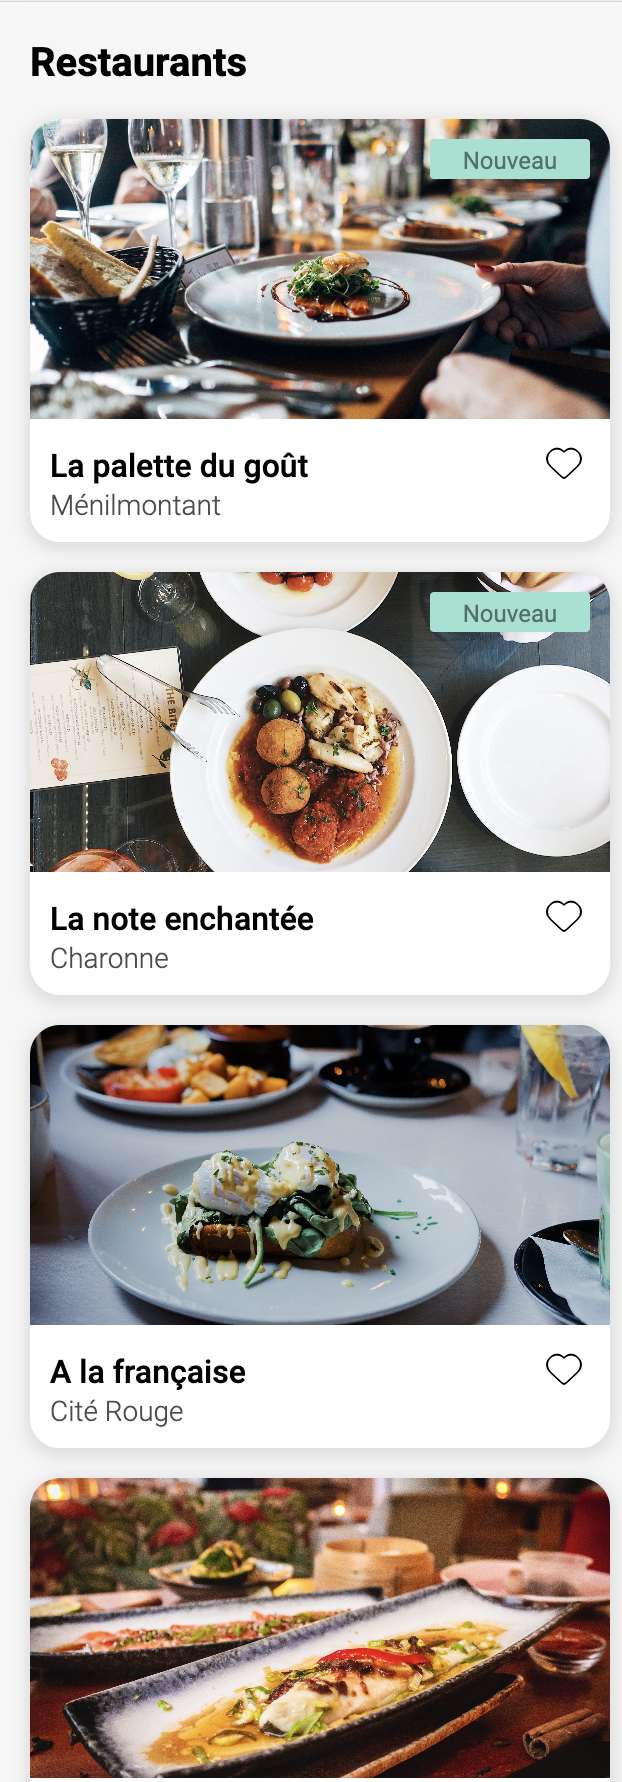 Restaurants
Nouveau
La palette du goût
Ménilmontant
Nouveau
La note enchantée
Charonne
A la française
Cité Rouge